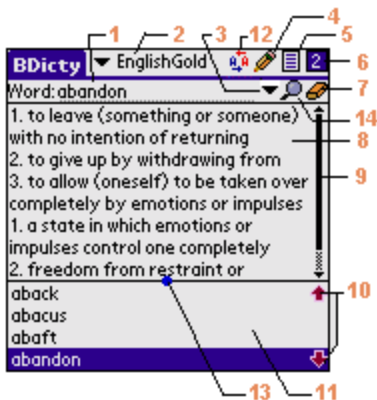 1 2 3 12 4 5
BDicty EnglishGold A A 2 6
Word: abandon 7
14
1. to leave (something or someone)
with no intention of returning 8
2. to give up by withdrawing from
3. to allow (oneself) to be taken over 9
completely by emotions or impulses
1. a state in which emotions or
impulses control one completely
2. freedom from restraint or
aback 10
abacus
abaft
abandon
13 11